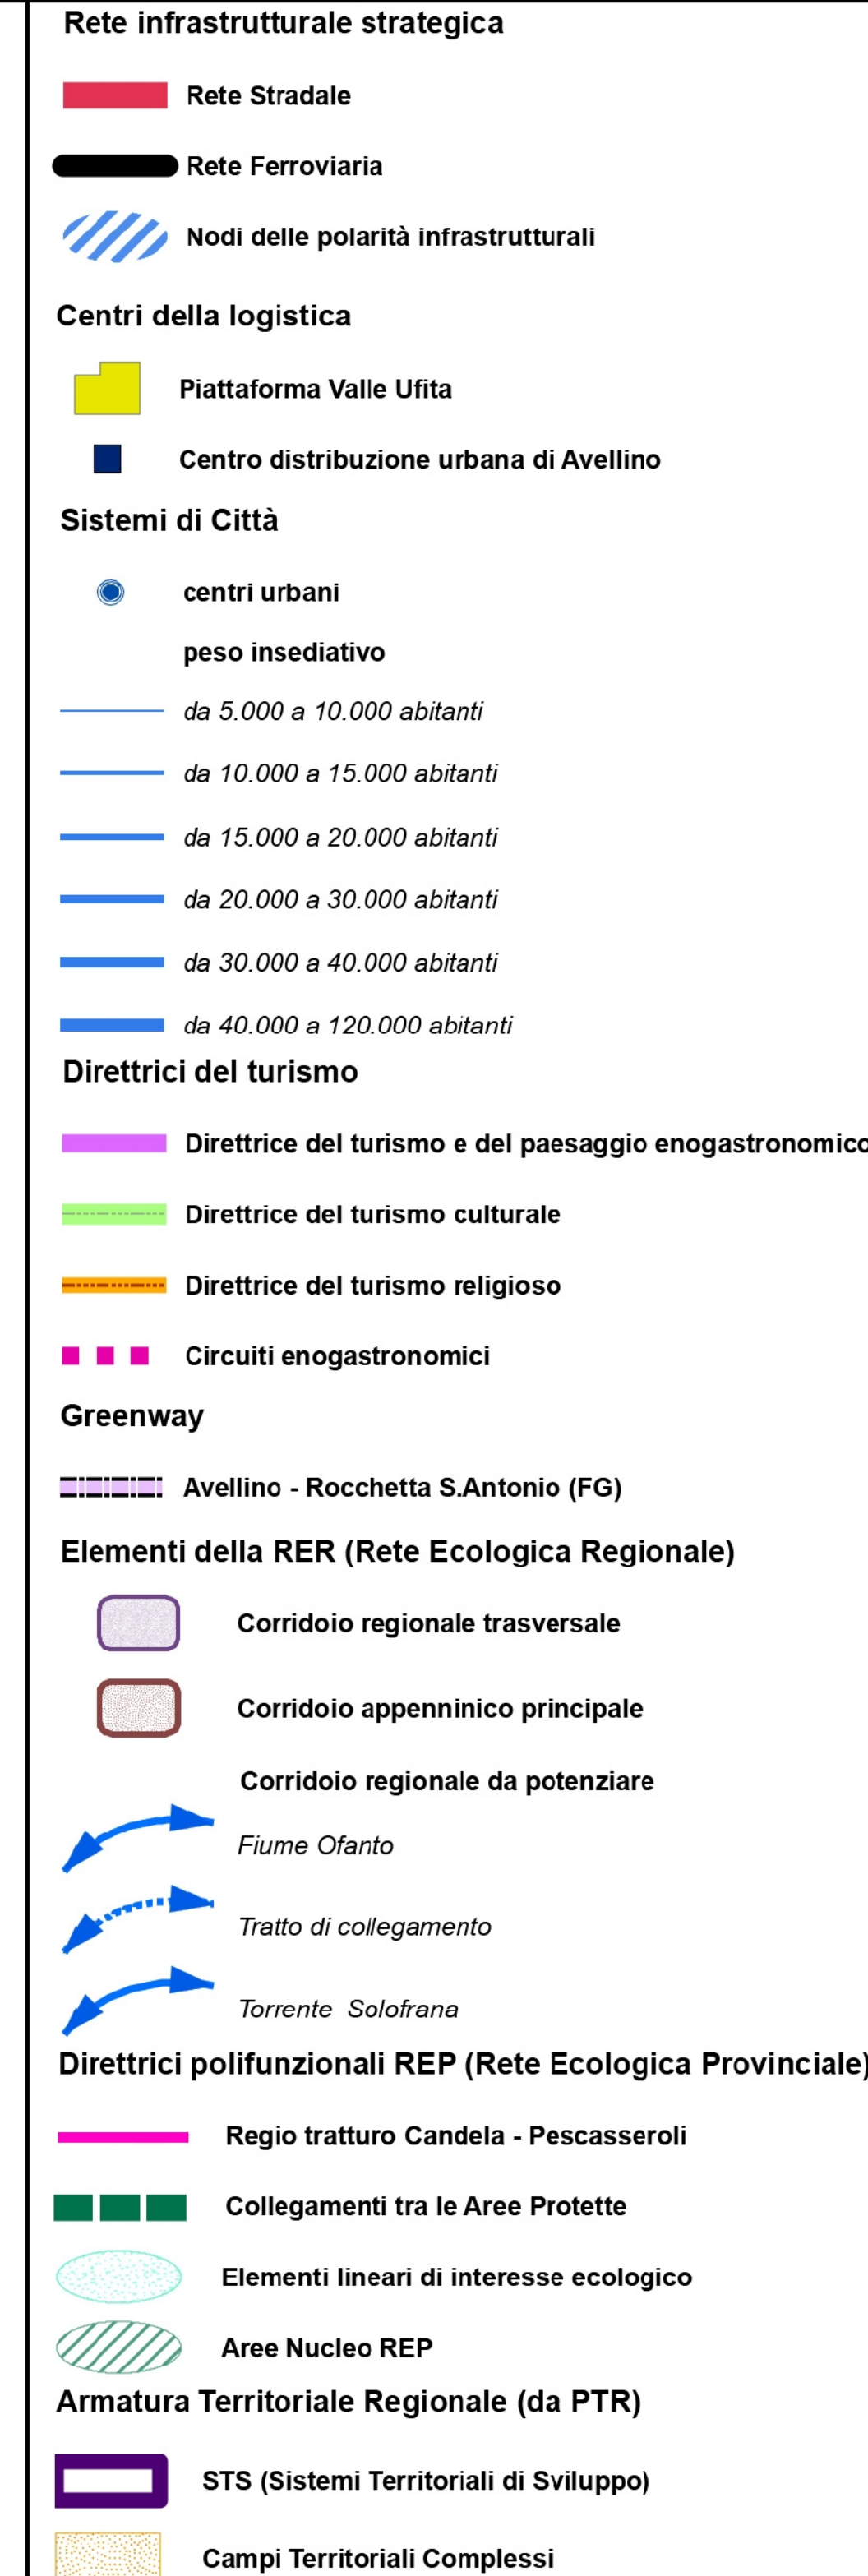 Rete infrastrutturale strategica
Rete Stradale
Rete Ferroviaria
Nodi delle polarità infrastrutturali
Centri della logistica
Piattaforma Valle Ufita
Centro distribuzione urbana di Avellino
Sistemi di Città
centri urbani
peso insediativo
da 5.000 a 10.000 abitanti
da 10.000 a 15.000 abitanti
da 15.000 a 20.000 abitanti
da 20.000 a 30.000 abitanti
da 30.000 a 40.000 abitanti
da 40.000 a 120.000 abitanti
Direttrici del turismo
Direttrice del turismo e del paesaggio enogastronomico
Direttrice del turismo culturale
Direttrice del turismo religioso
Circuiti enogastronomici
Greenway
Avellino - Rocchetta S.Antonio (FG)
Elementi della RER (Rete Ecologica Regionale)
Corridoio regionale trasversale
Corridoio appenninico principale
Corridoio regionale da potenziare
Fiume Ofanto
Tratto di collegamento
Torrente Solofrana
Direttrici polifunzionali REP (Rete Ecologica Provinciale)
Regio tratturo Candela - Pescasseroli
Collegamenti tra le Aree Protette
Elementi lineari di interesse ecologico
Aree Nucleo REP
Armatura Territoriale Regionale (da PTR)
STS (Sistemi Territoriali di Sviluppo)
Campi Territoriali Complessi